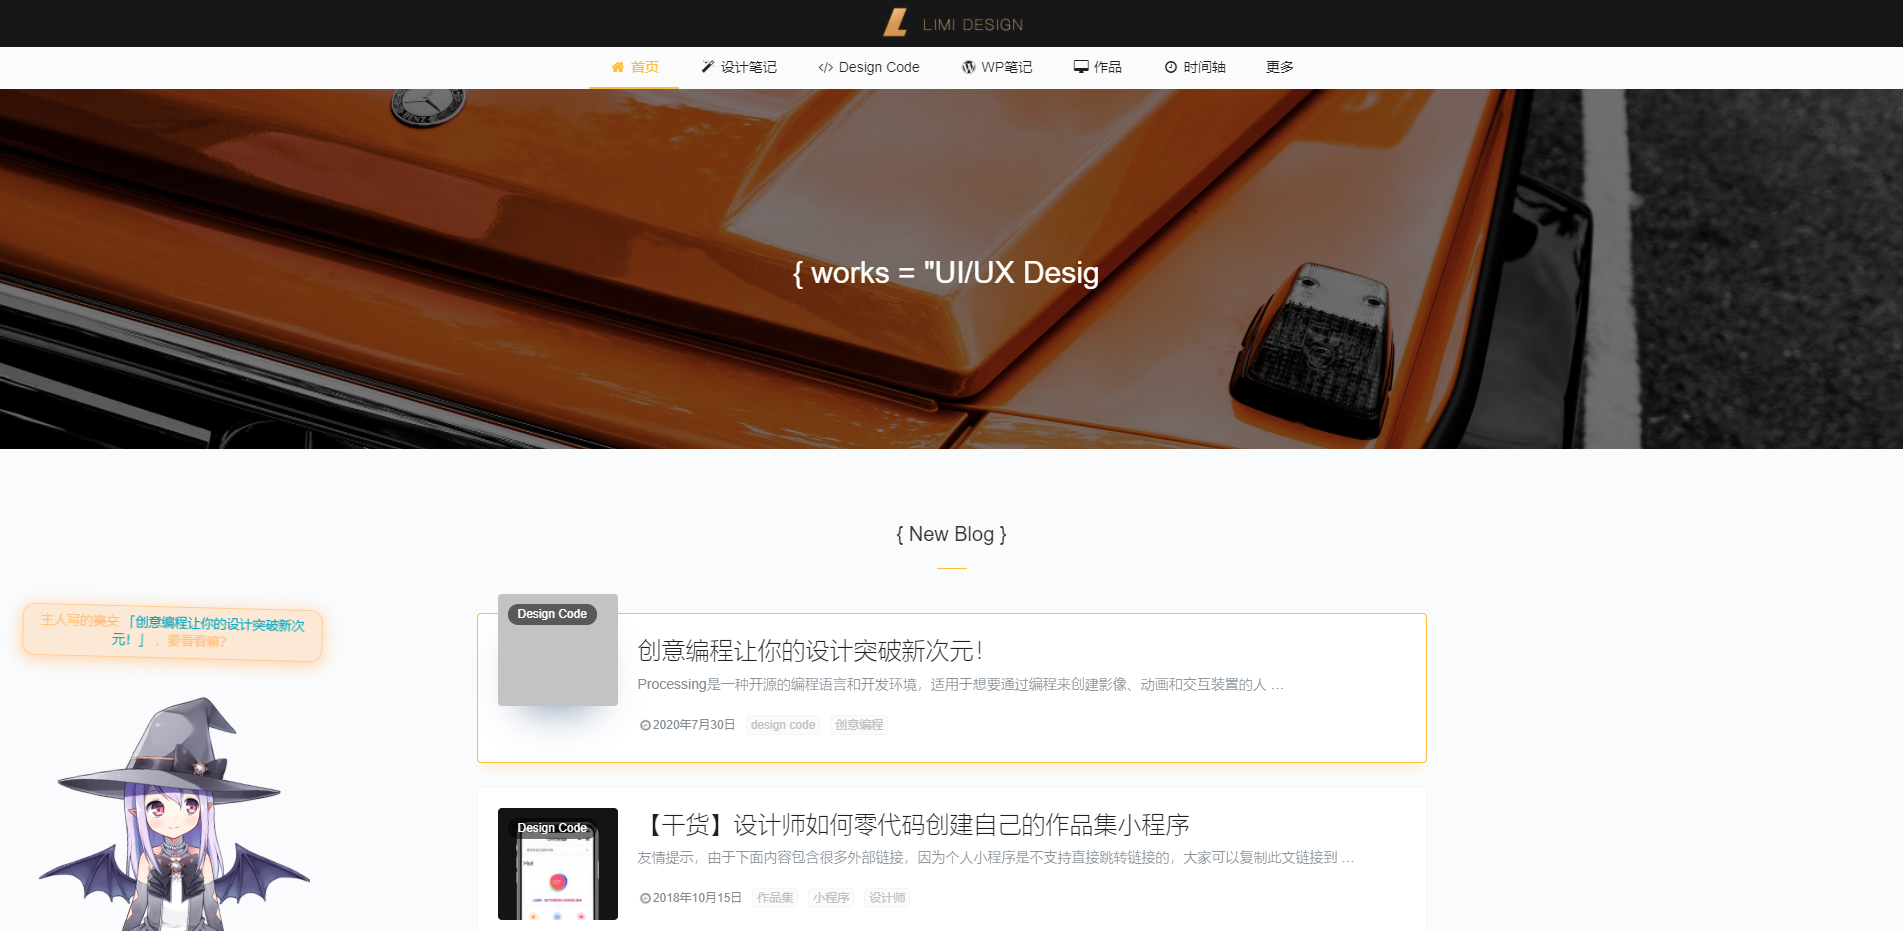 LIMI DESIGN
首页 设计笔记 </> Design Code WP笔记 作品 时间轴 更多
BENZ
{ works = "UI/UX Desig
{ New Blog }
主人写的爽文「创意编程让你的设计突破新次
元!」,要看看嘛?
Design Code
创意编程让你的设计突破新次元!
Processing是一种开源的编程语言和开发环境,适用于想要通过编程来创建影像、动画和交互装置的人 …
2020年7月30日 design code 创意编程
Design Code
【干货】设计师如何零代码创建自己的作品集小程序
友情提示,由于下面内容包含很多外部链接,因为个人小程序是不支持直接跳转链接的,大家可以复制此文链接到 …
2018年10月15日 作品集 小程序 设计师